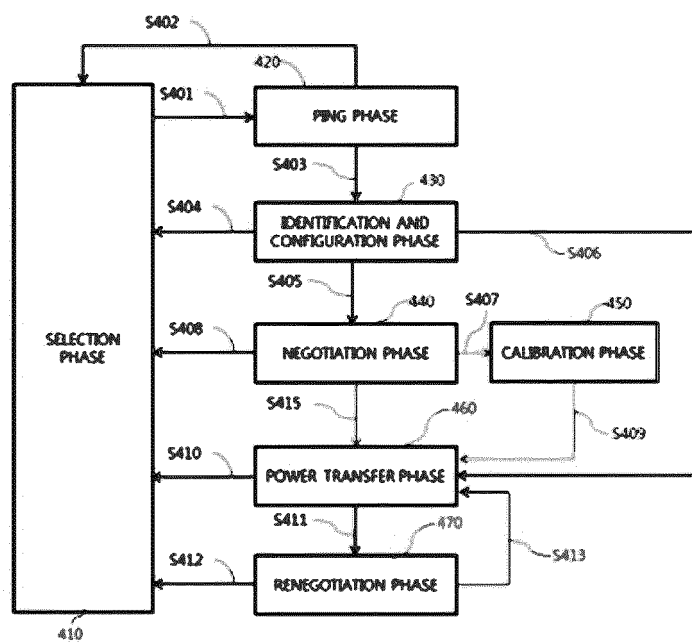 S402
420
S401
PING PHASE
S403
430
S404
IDENTIFICATION AND
CONFIGURATION PHASE
S406
S405
440
S407
450
S408
SELECTION
PHASE
NEGOTIATION PHASE
CALIBRATION PHASE
S415
460
S409
S410
POWER TRANSFER PHASE
S411
470
S413
S412
RENEGOTIATION PHASE
410